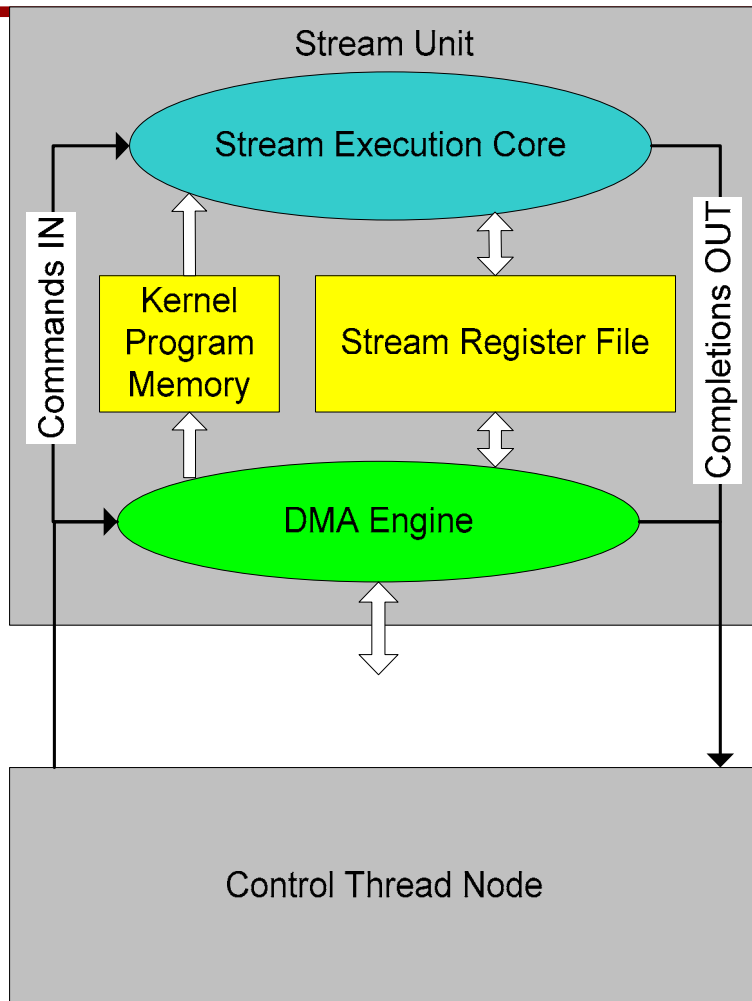 Stream Unit
Stream Execution Core
Commands IN
Kernel
Program
Memory
Stream Register File
Completions OUT
DMA Engine
Control Thread Node